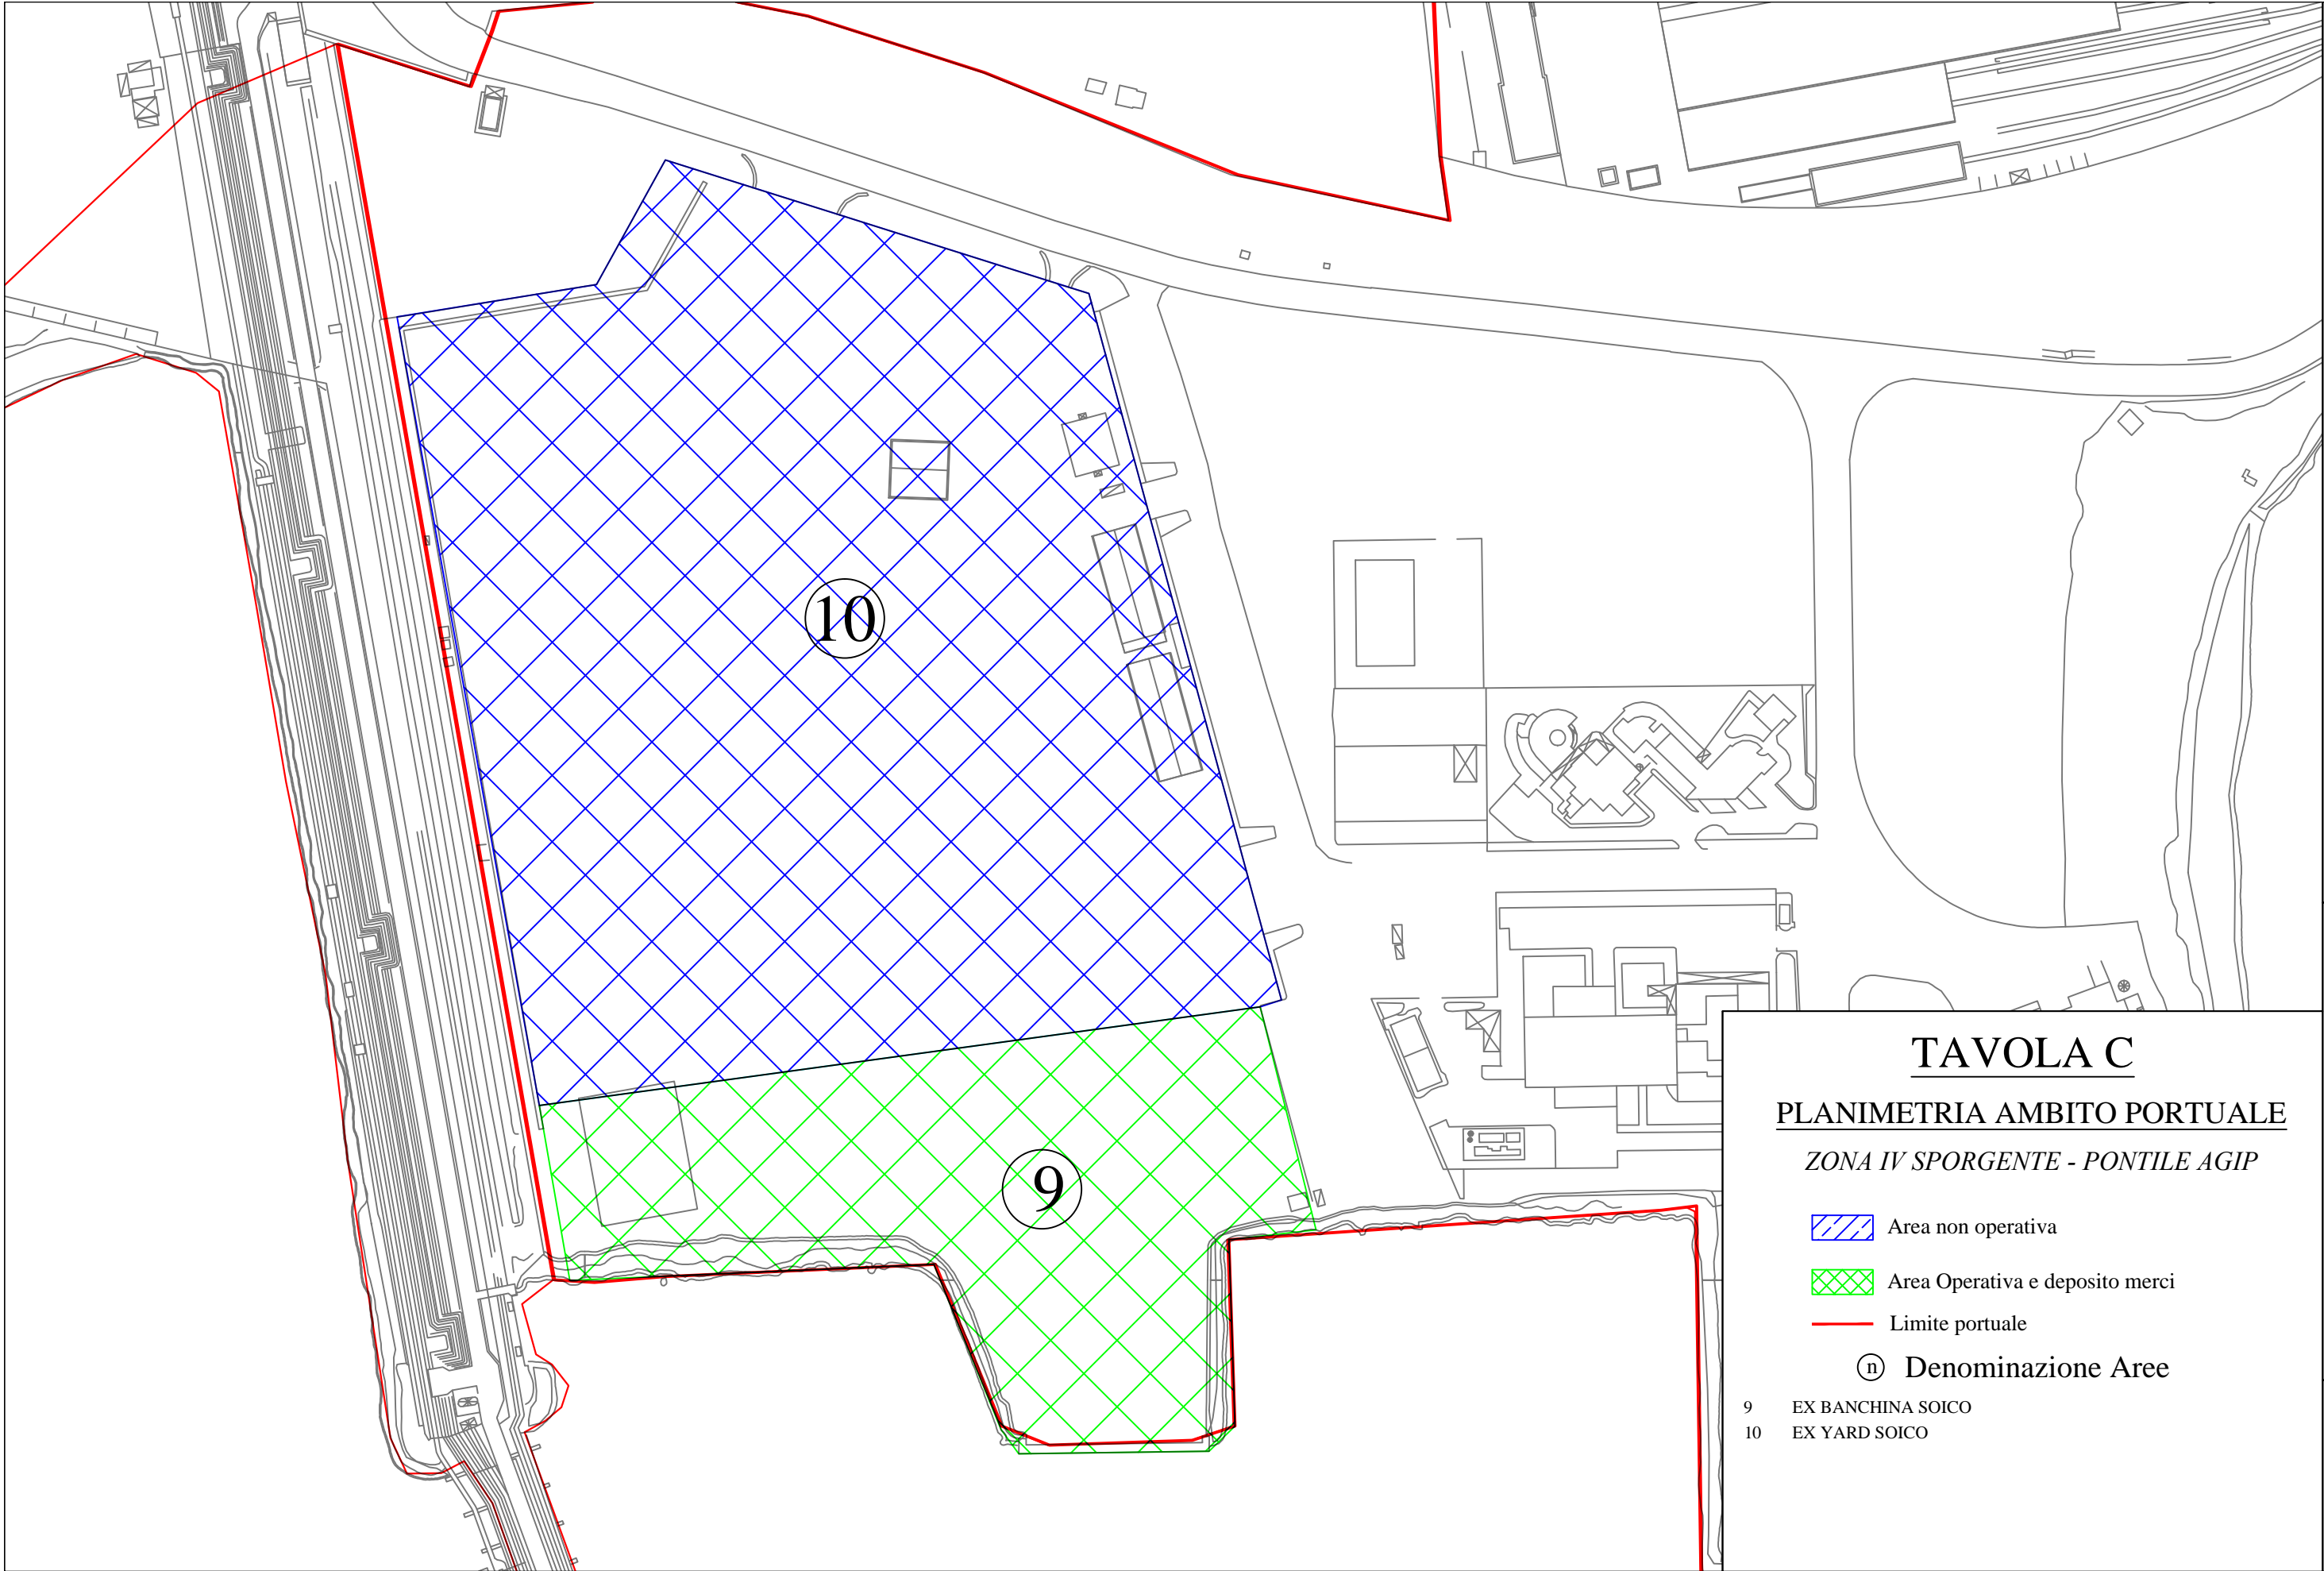 10
9
TAVOLA C
PLANIMETRIA AMBITO PORTUALE
ZONA IV SPORGENTE - PONTILE AGIP
Area non operativa
Area Operativa e deposito merci
Limite portuale
n Denominazione Aree
9 EX BANCHINA SOICO
10 EX YARD SOICO